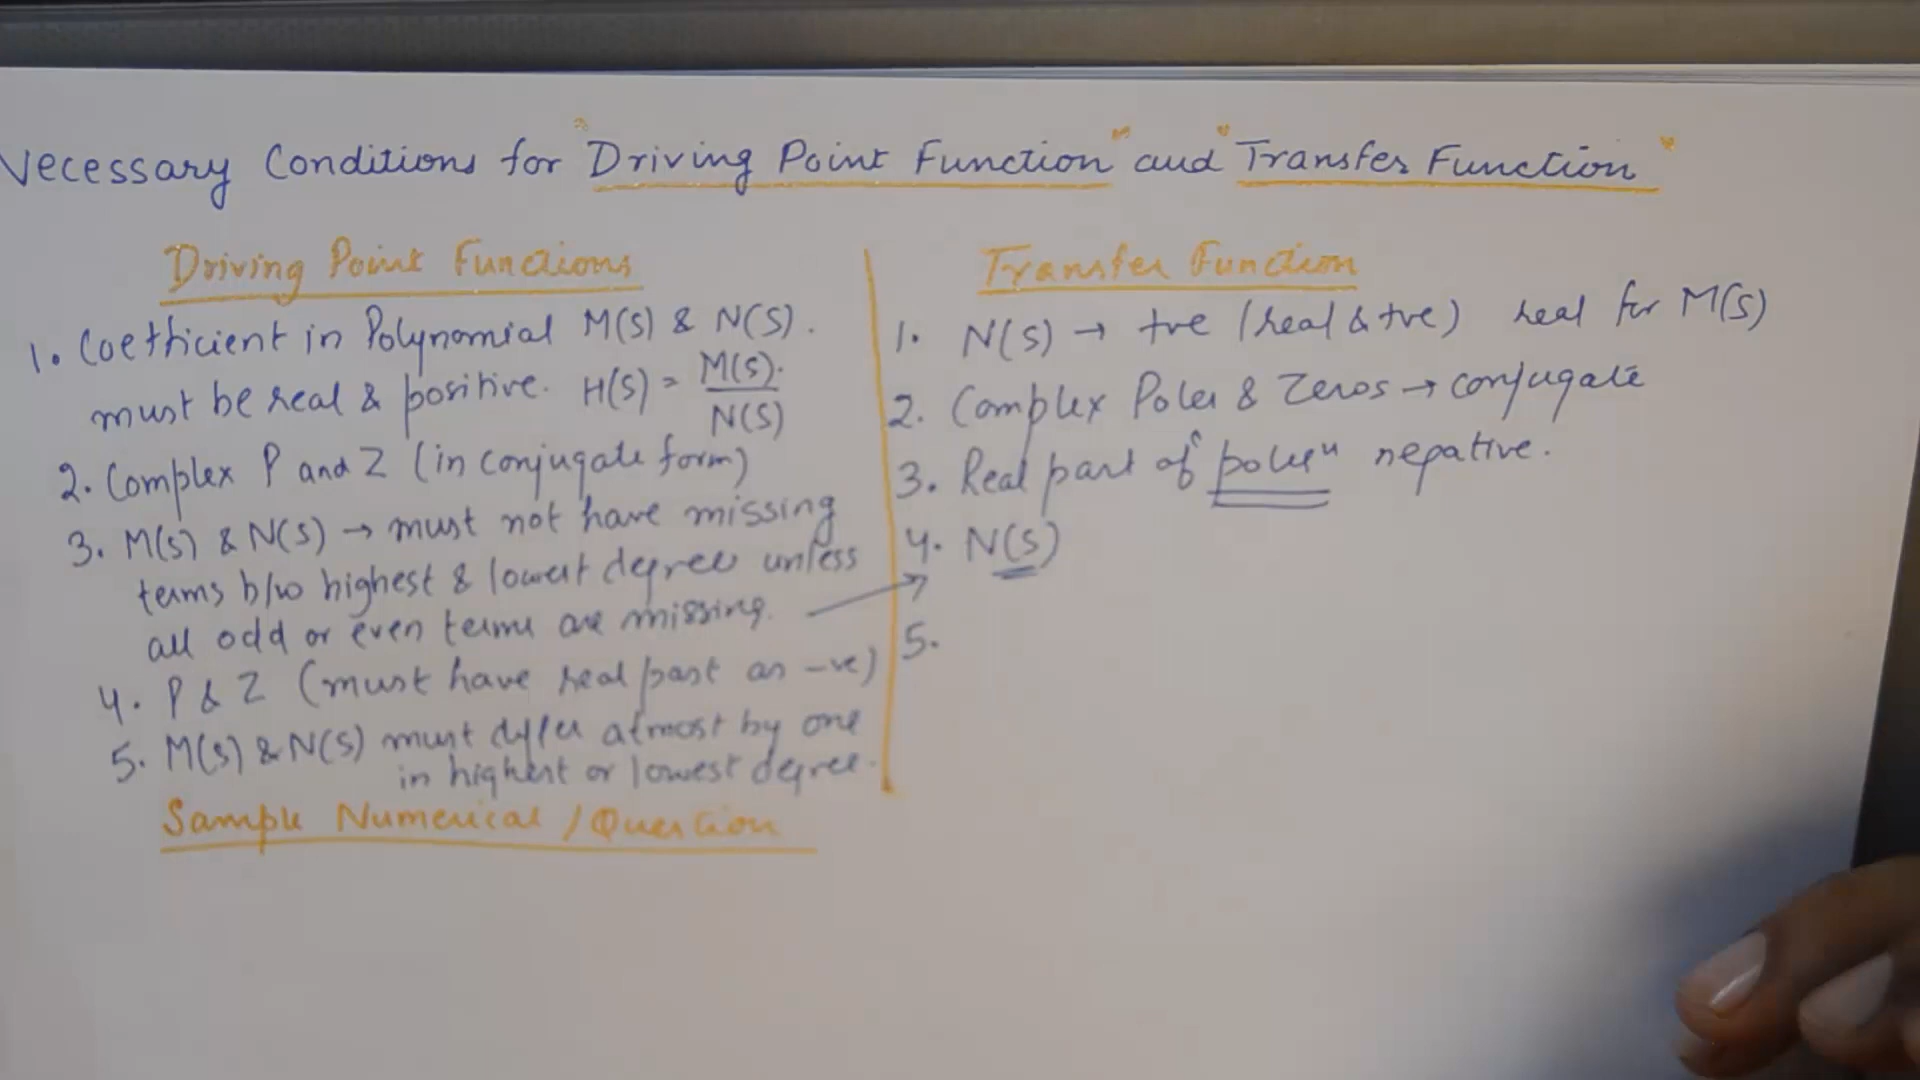 Necessary Conditions for "Driving Point Function" and "Transfer Function"
Driving Point Functions
1. Coefficient in Polynomial M(S) & N(S).
must be real & positive. H(S) = M(S) / N(S)
2. Complex P and Z (in conjugate form)
3. M(S) & N(S) → must not have missing
terms b/w highest & lowest degree unless
all odd or even terms are missing.
4. P & Z (must have real part as -ve)
5. M(S) & N(S) must differ atmost by one
in highest or lowest degree.
Sample Numerical / Question
Transfer Function
1. N(S) → +ve (real & +ve) real for M(S)
2. Complex Poles & Zeros → conjugate
3. Real part of poles" negative.
4. N(S)
5.